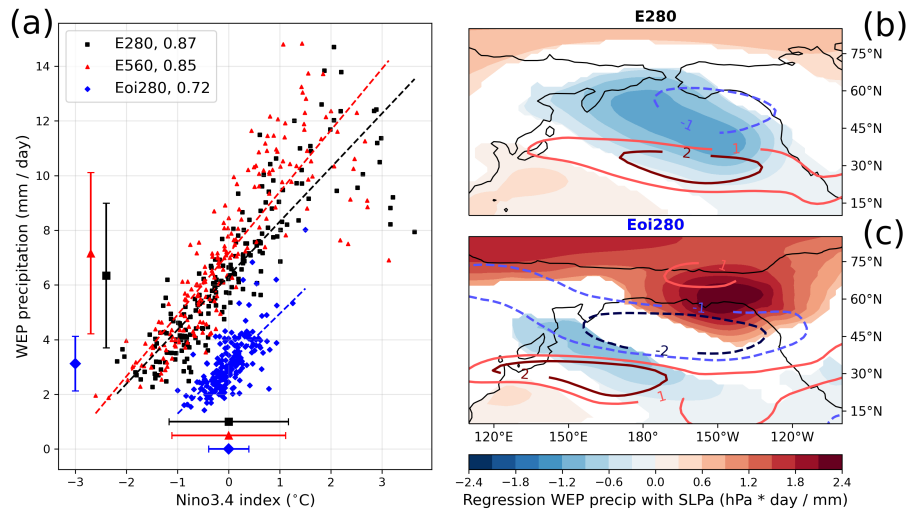 (a)
E280, 0.87
E560, 0.85
Eoi280, 0.72
WEP precipitation (mm / day)
14
12
10
8
6
4
2
0
−3
−2
−1
0
1
2
3
Nino3.4 index (˚C)
E280
(b)
75°N
60°N
45°N
30°N
15°N
-1
1
2
Eoi280
(c)
75°N
60°N
45°N
30°N
15°N
1
-1
-2
2
1
120°E
150°E
180°
150°W
120°W
−2.4
−1.8
−1.2
−0.6
0.0
0.6
1.2
1.8
2.4
Regression WEP precip with SLPa (hPa * day / mm)